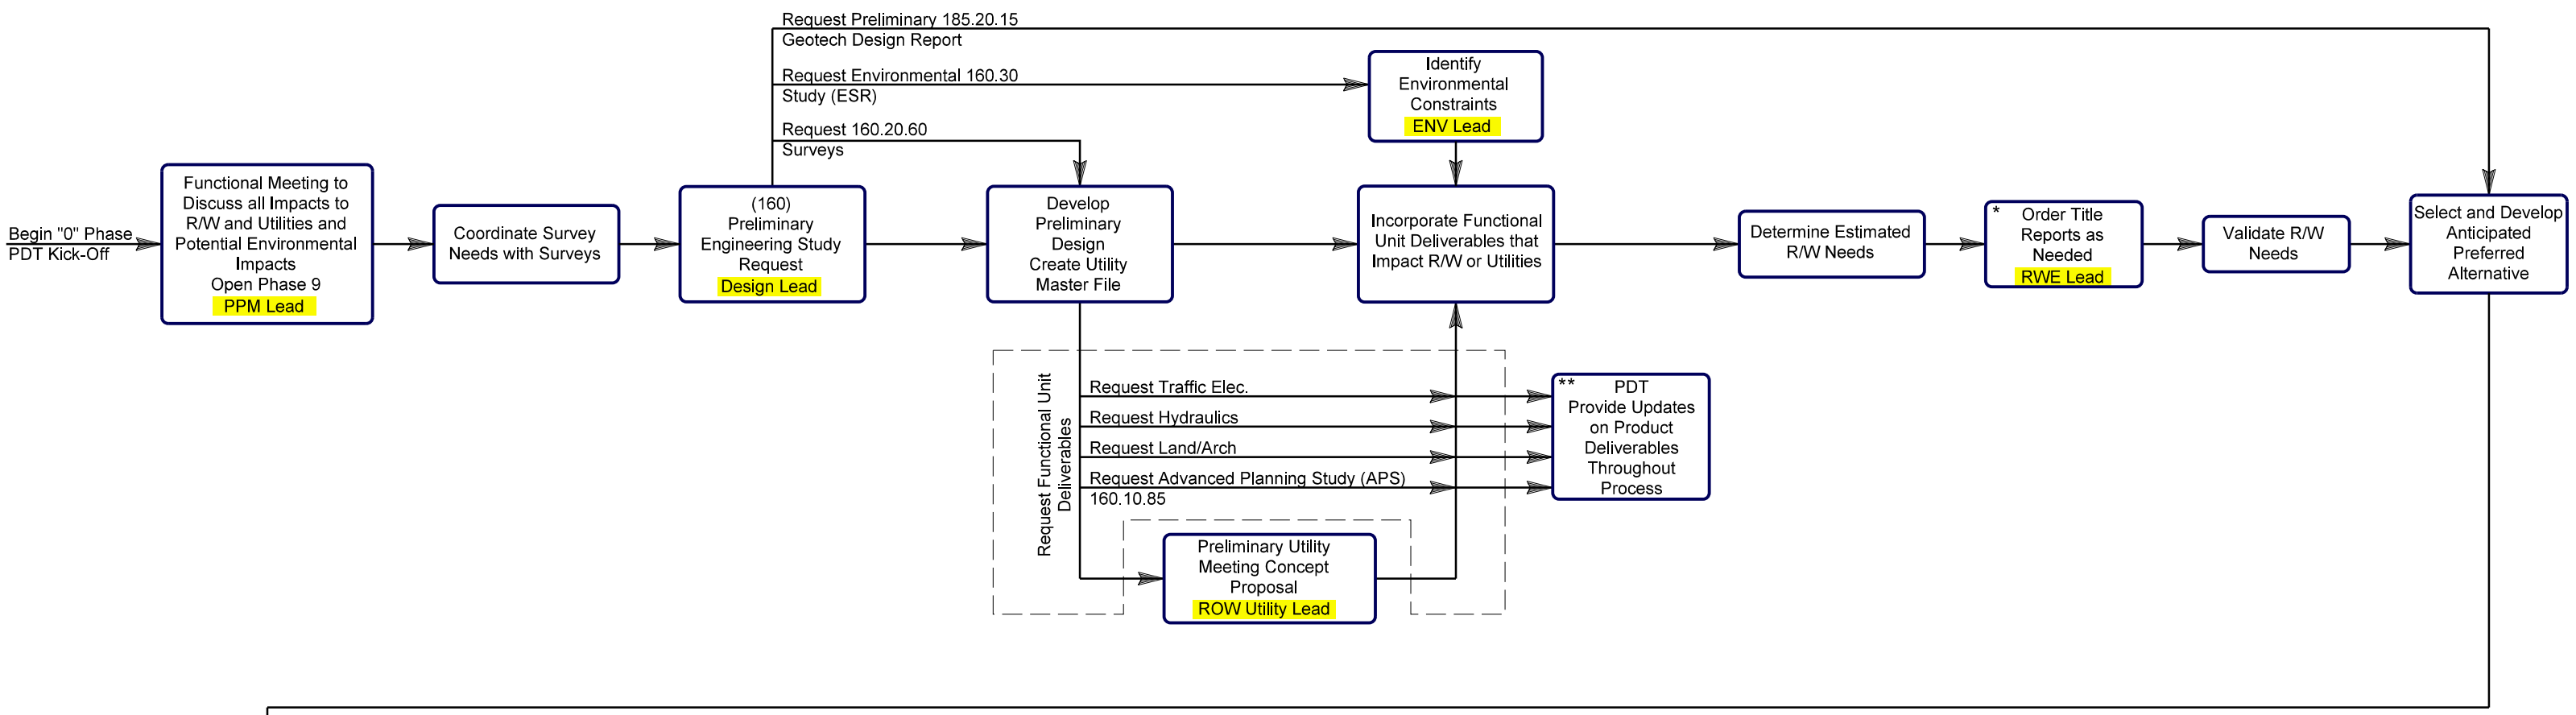 Request Preliminary 185.20.15
Geotech Design Report
Request Environmental 160.30
Study (ESR)
Request 160.20.60
Surveys
Identify
Environmental
Constraints
ENV Lead
Begin "0" Phase
PDT Kick-Off
Functional Meeting to
Discuss all Impacts to
R/W and Utilities and
Potential Environmental
Impacts
Open Phase 9
PPM Lead
Coordinate Survey
Needs with Surveys
(160)
Preliminary
Engineering Study
Request
Design Lead
Develop
Preliminary
Design
Create Utility
Master File
Incorporate Functional
Unit Deliverables that
Impact R/W or Utilities
Determine Estimated
R/W Needs
* Order Title
Reports as
Needed
RWE Lead
Validate R/W
Needs
Select and Develop
Anticipated
Preferred
Alternative
Request Functional Unit
Deliverables
Request Traffic Elec.
Request Hydraulics
Request Land/Arch
Request Advanced Planning Study (APS)
160.10.85
** PDT
Provide Updates
on Product
Deliverables
Throughout
Process
Preliminary Utility
Meeting Concept
Proposal
ROW Utility Lead